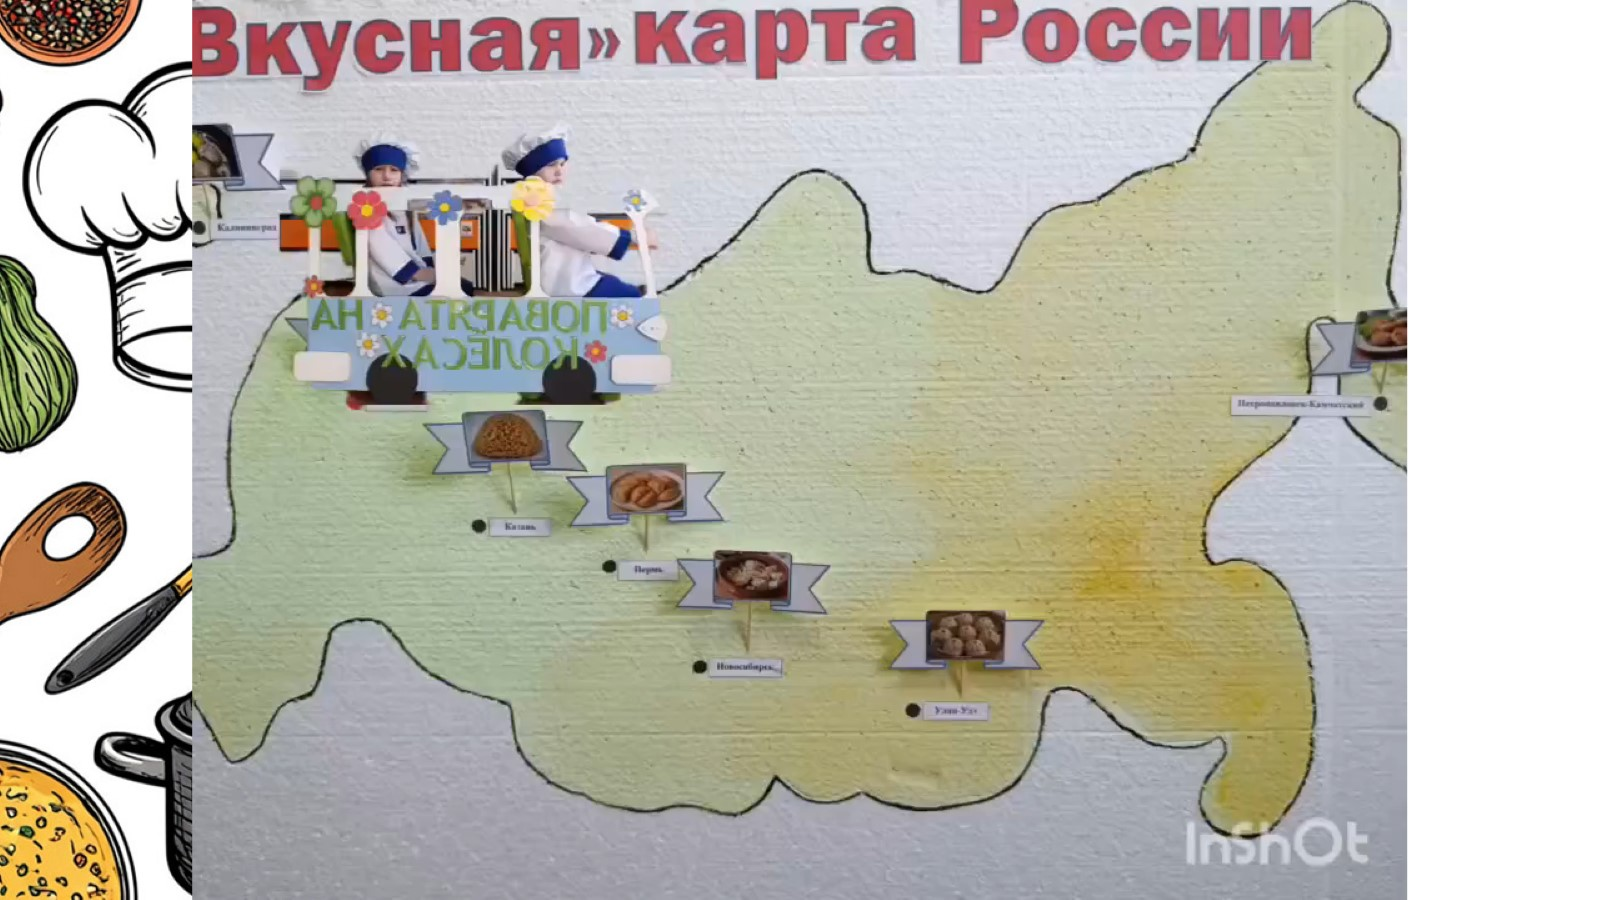 Вкусная» карта России
Калининград
ПОВАРЯТА НА
КОЛЁСАХ
Петропавловск-Камчатский
Казань
Пермь
Новосибирск
Улан-Удэ
InShOt